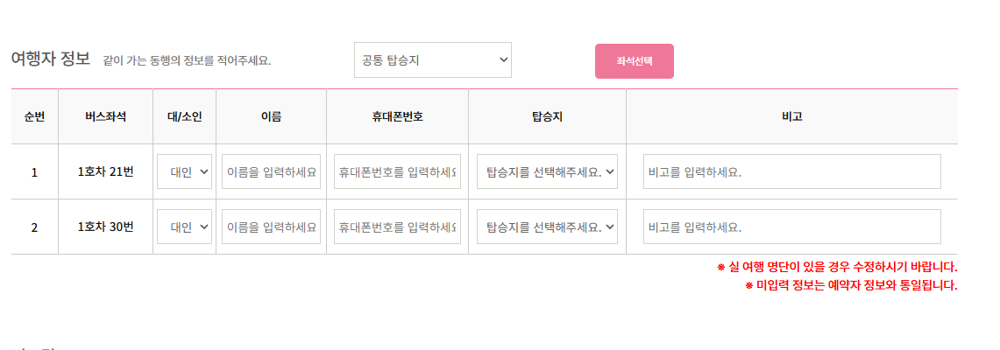 여행자 정보 같이 가는 동행의 정보를 적어주세요. 공통 탑승지 좌석선택
순번 버스좌석 대/소인 이름 휴대폰번호 탑승지 비고
1 1호차 21번 대인 이름을 입력하세요 휴대폰번호를 입력하세요 탑승지를 선택해주세요. 비고를 입력하세요.
2 1호차 30번 대인 이름을 입력하세요 휴대폰번호를 입력하세요 탑승지를 선택해주세요. 비고를 입력하세요.
※ 실 여행 명단이 있을 경우 수정하시기 바랍니다.
※ 미입력 정보는 예약자 정보와 통일됩니다.